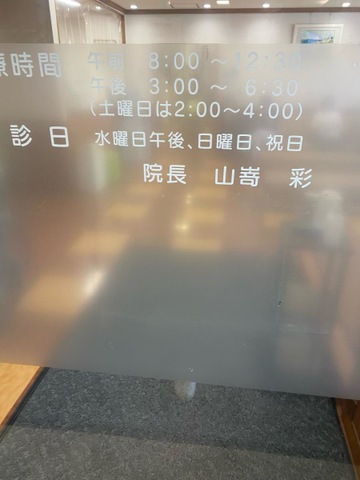 療時間 午前 8:00～12:30
午後 3:00～6:30
(土曜日は2:00～4:00)
診日 水曜日午後、日曜日、祝日
院長 山嵜 彩